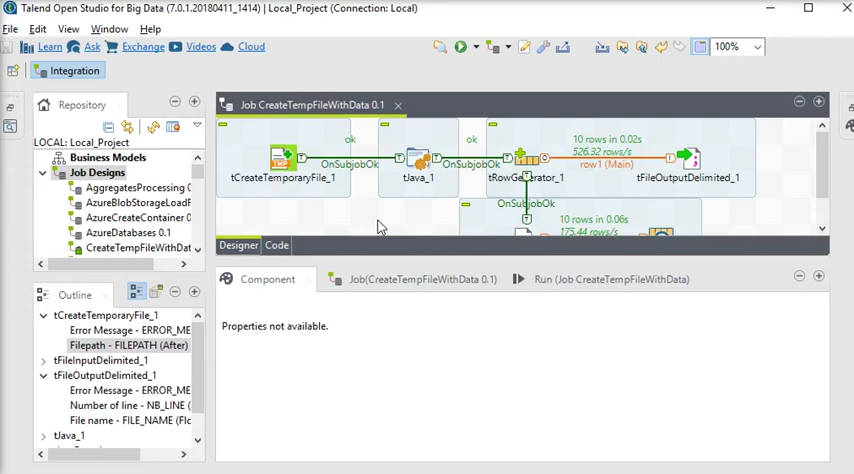 Talend Open Studio for Big Data (7.0.1.20180411_1414) | Local_Project (Connection: Local)
File Edit View Window Help
Learn Ask Exchange Videos Cloud 100%
Integration
Repository
LOCAL: Local_Project
Business Models
Job Designs
AggregatesProcessing 0
AzureBlobStorageLoadF
AzureCreateContainer 0
AzureDatabases 0.1
CreateTempFileWithDat
Job CreateTempFileWithData 0.1
ok ok 10 rows in 0.02s
526.32 rows/s
OnSubjobOk OnSubjobOk row1 (Main)
tCreateTemporaryFile_1 tJava_1 tRowGenerator_1 tFileOutputDelimited_1
OnSubjobOk
10 rows in 0.06s
175.44 rows/s
Designer Code
Component Job(CreateTempFileWithData 0.1) Run (Job CreateTempFileWithData)
Properties not available.
Outline
tCreateTemporaryFile_1
Error Message - ERROR_ME
Filepath - FILEPATH (After)
tFileInputDelimited_1
tFileOutputDelimited_1
Error Message - ERROR_ME
Number of line - NB_LINE (
File name - FILE_NAME (Flo
tJava_1